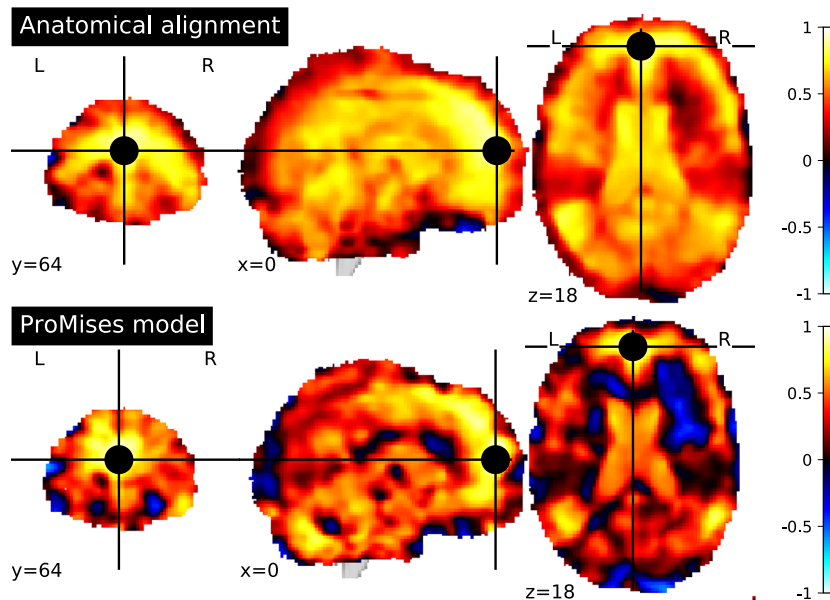 Anatomical alignment
L R
L R
y=64 x=0 z=18
1
0.5
0
-0.5
-1
ProMises model
L R
L R
y=64 x=0 z=18
1
0.5
0
-0.5
-1